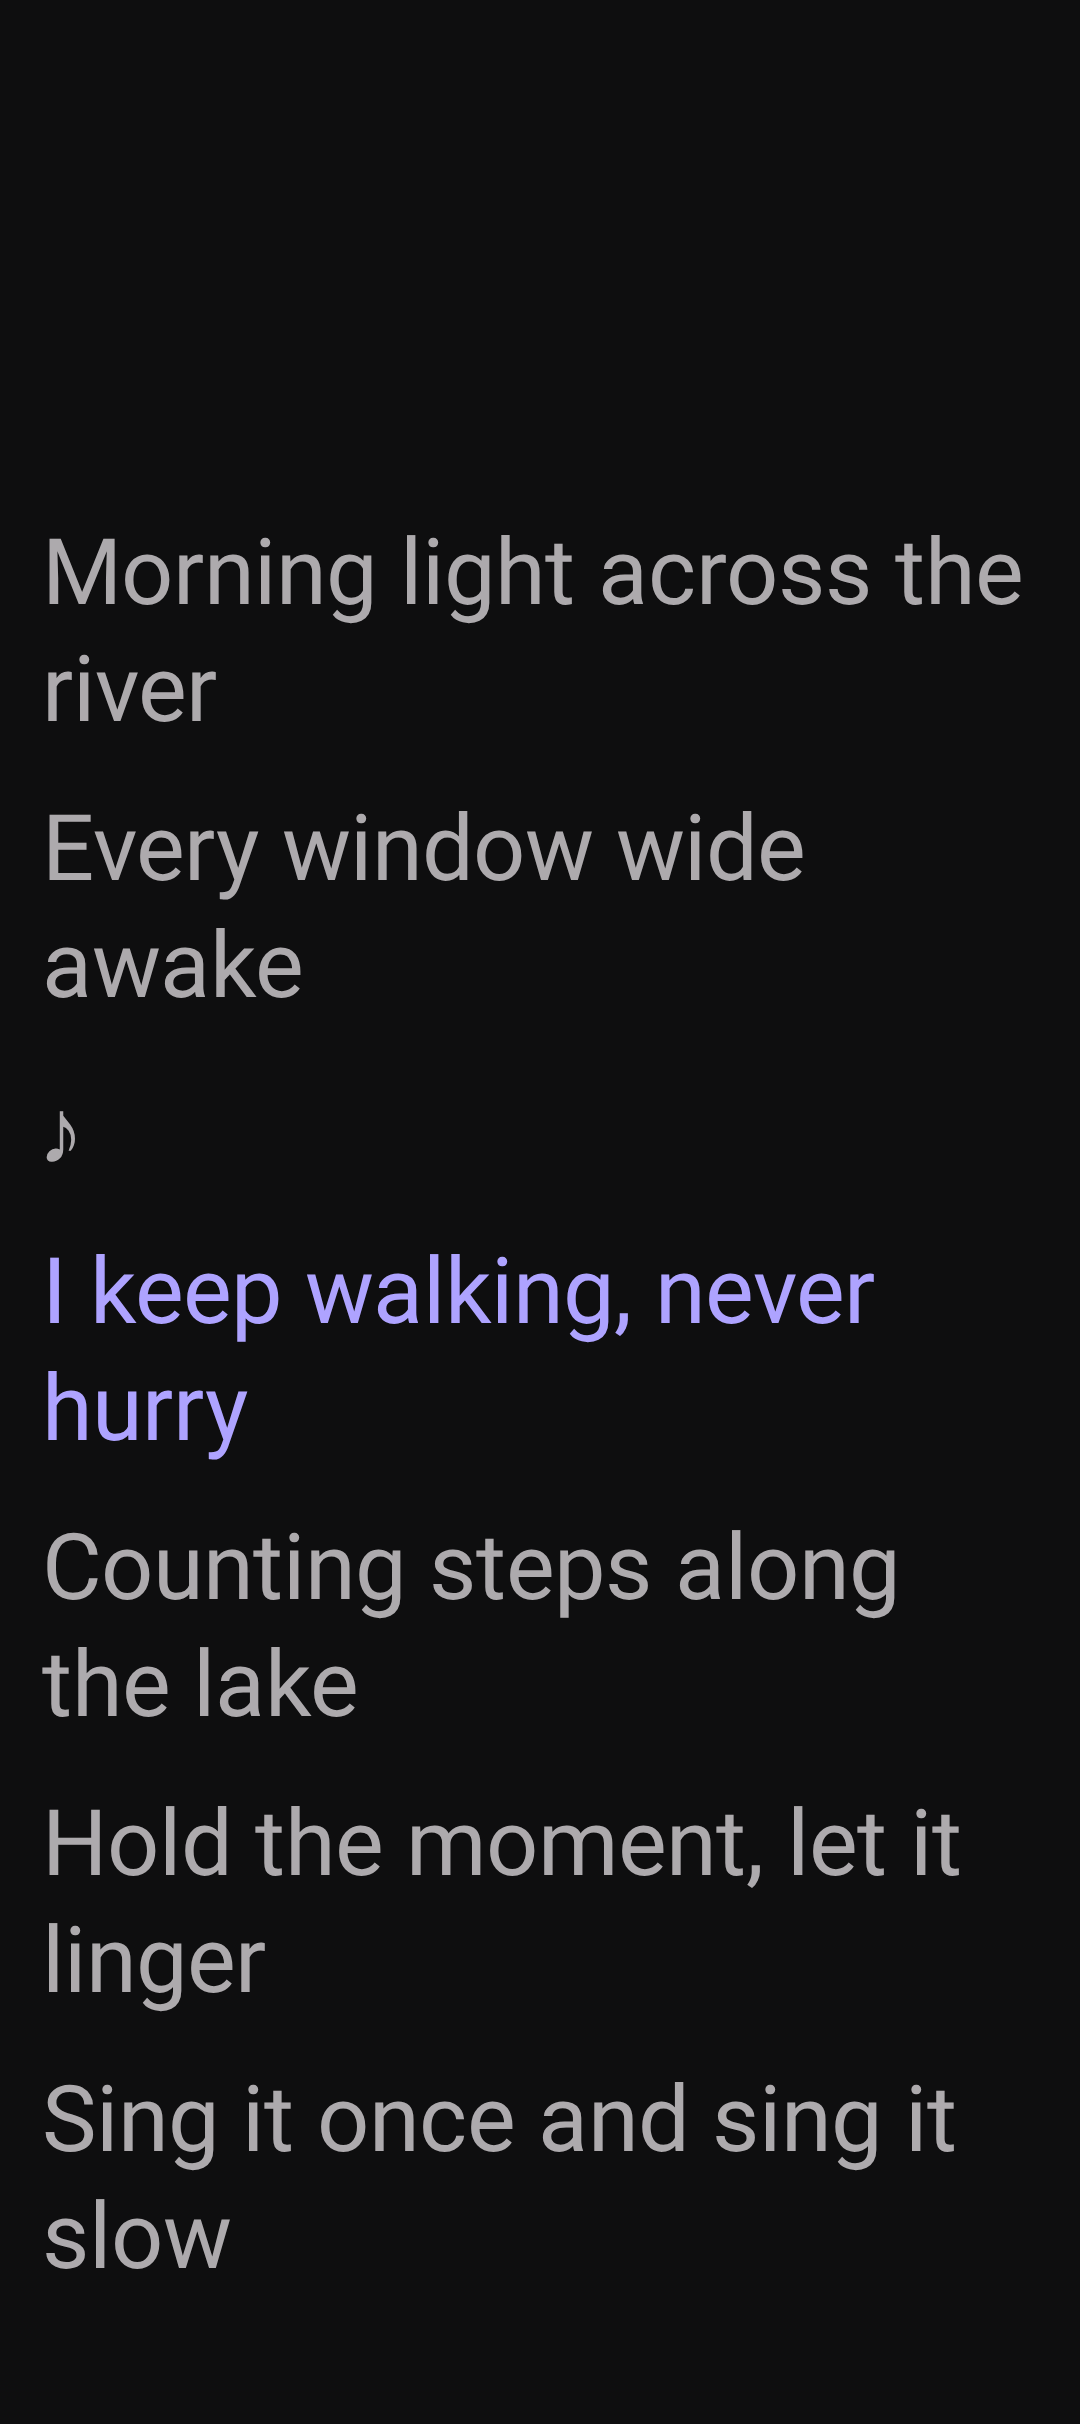 Morning light across the
river
Every window wide
awake
♪
I keep walking, never
hurry
Counting steps along
the lake
Hold the moment, let it
linger
Sing it once and sing it
slow